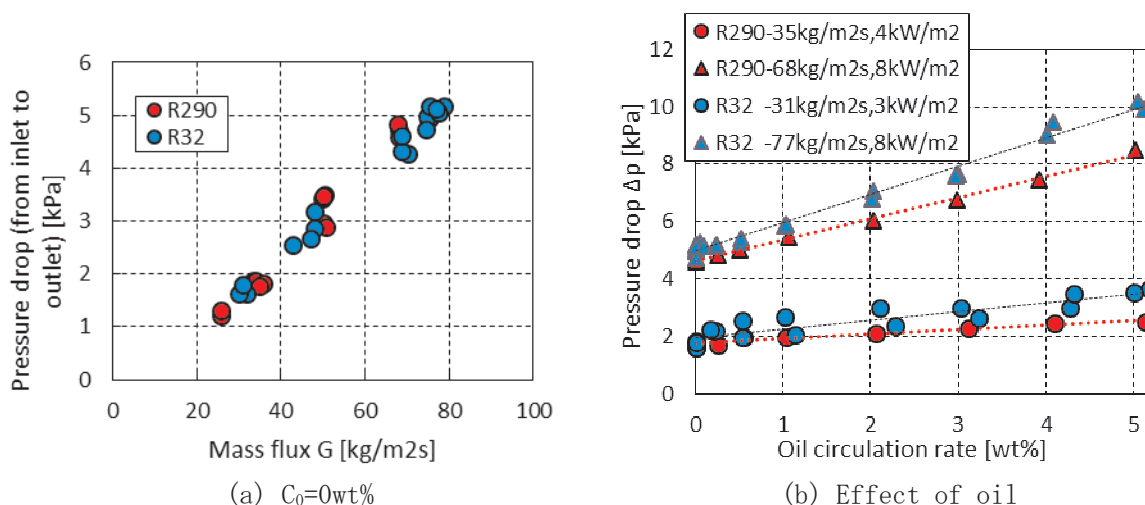 Pressure drop (from inlet to
outlet) [kPa]
6
5
4
3
2
1
0
R290
R32
0
20
40
60
80
100
Mass flux G [kg/m2s]
(a) C₀=0wt%
Pressure drop Δp [kPa]
12
10
8
6
4
2
0
R290-35kg/m2s,4kW/m2
R290-68kg/m2s,8kW/m2
R32 -31kg/m2s,3kW/m2
R32 -77kg/m2s,8kW/m2
0
1
2
3
4
5
Oil circulation rate [wt%]
(b) Effect of oil